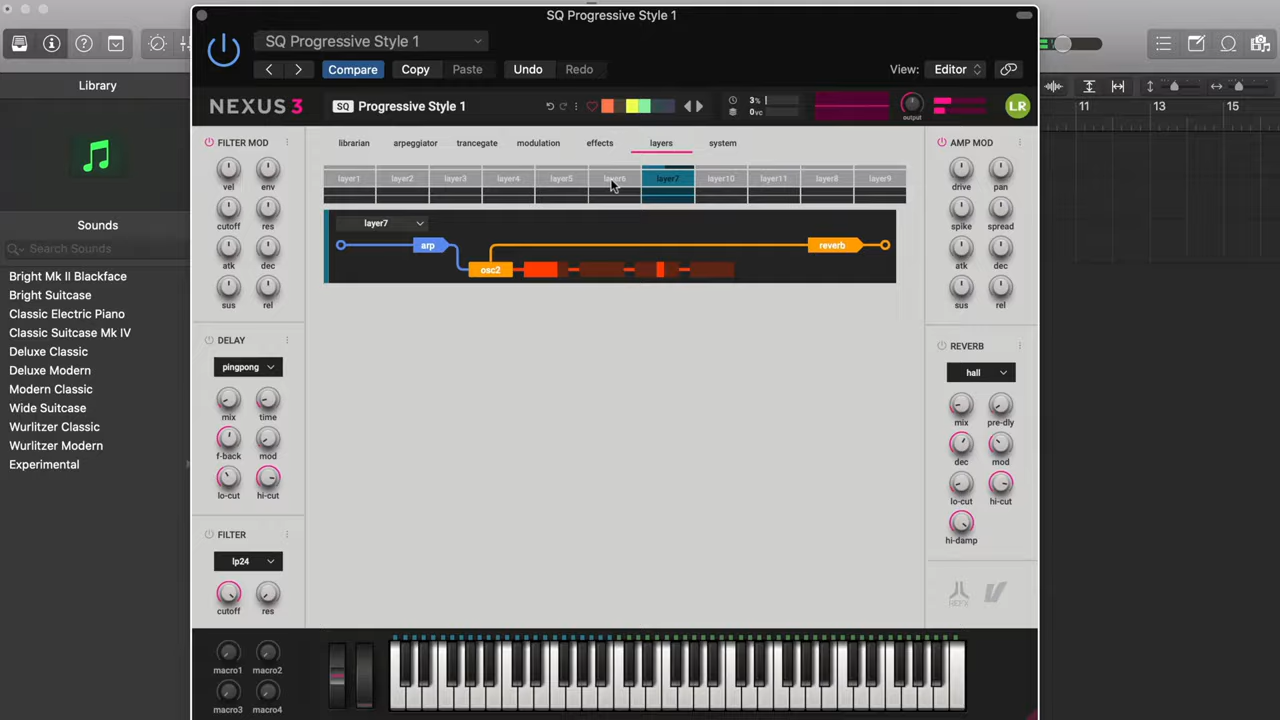 SQ Progressive Style 1
SQ Progressive Style 1
Compare
Copy
Paste
Undo
Redo
View:
Editor
NEXUS 3
SQ Progressive Style 1
3%
0vc
output
LR
11
13
15
Library
Sounds
Search Sounds
Bright Mk II Blackface
Bright Suitcase
Classic Electric Piano
Classic Suitcase Mk IV
Deluxe Classic
Deluxe Modern
Modern Classic
Wide Suitcase
Wurlitzer Classic
Wurlitzer Modern
Experimental
FILTER MOD
vel
env
cutoff
res
atk
dec
sus
rel
DELAY
pingpong
mix
time
f-back
mod
lo-cut
hi-cut
FILTER
lp24
cutoff
res
librarian
arpeggiator
trancegate
modulation
effects
layers
system
layer1
layer2
layer3
layer4
layer5
layer6
layer7
layer10
layer11
layer8
layer9
layer7
arp
reverb
osc2
AMP MOD
drive
pan
spike
spread
atk
dec
sus
rel
REVERB
hall
mix
pre-dly
dec
mod
lo-cut
hi-cut
hi-damp
macro1
macro2
macro3
macro4